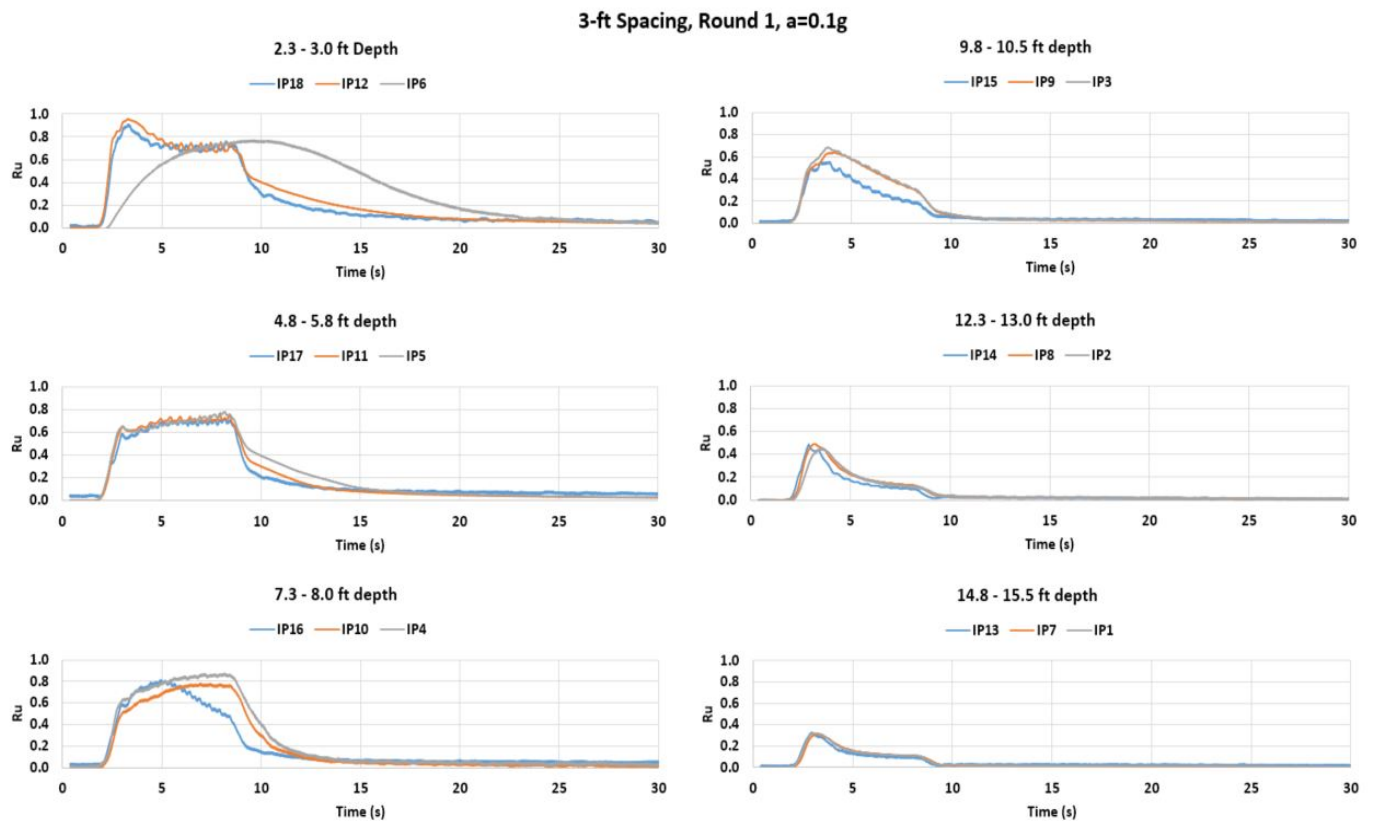 3-ft Spacing, Round 1, a=0.1g
2.3 - 3.0 ft Depth
IP18 IP12 IP6
1.0
0.8
0.6
0.4
0.2
0.0
Ru
0 5 10 15 20 25 30
Time (s)
4.8 - 5.8 ft depth
IP17 IP11 IP5
1.0
0.8
0.6
0.4
0.2
0.0
Ru
0 5 10 15 20 25 30
Time (s)
7.3 - 8.0 ft depth
IP16 IP10 IP4
1.0
0.8
0.6
0.4
0.2
0.0
Ru
0 5 10 15 20 25 30
Time (s)
9.8 - 10.5 ft depth
IP15 IP9 IP3
1.0
0.8
0.6
0.4
0.2
0.0
Ru
0 5 10 15 20 25 30
Time (s)
12.3 - 13.0 ft depth
IP14 IP8 IP2
1.0
0.8
0.6
0.4
0.2
0.0
Ru
0 5 10 15 20 25 30
Time (s)
14.8 - 15.5 ft depth
IP13 IP7 IP1
1.0
0.8
0.6
0.4
0.2
0.0
Ru
0 5 10 15 20 25 30
Time (s)